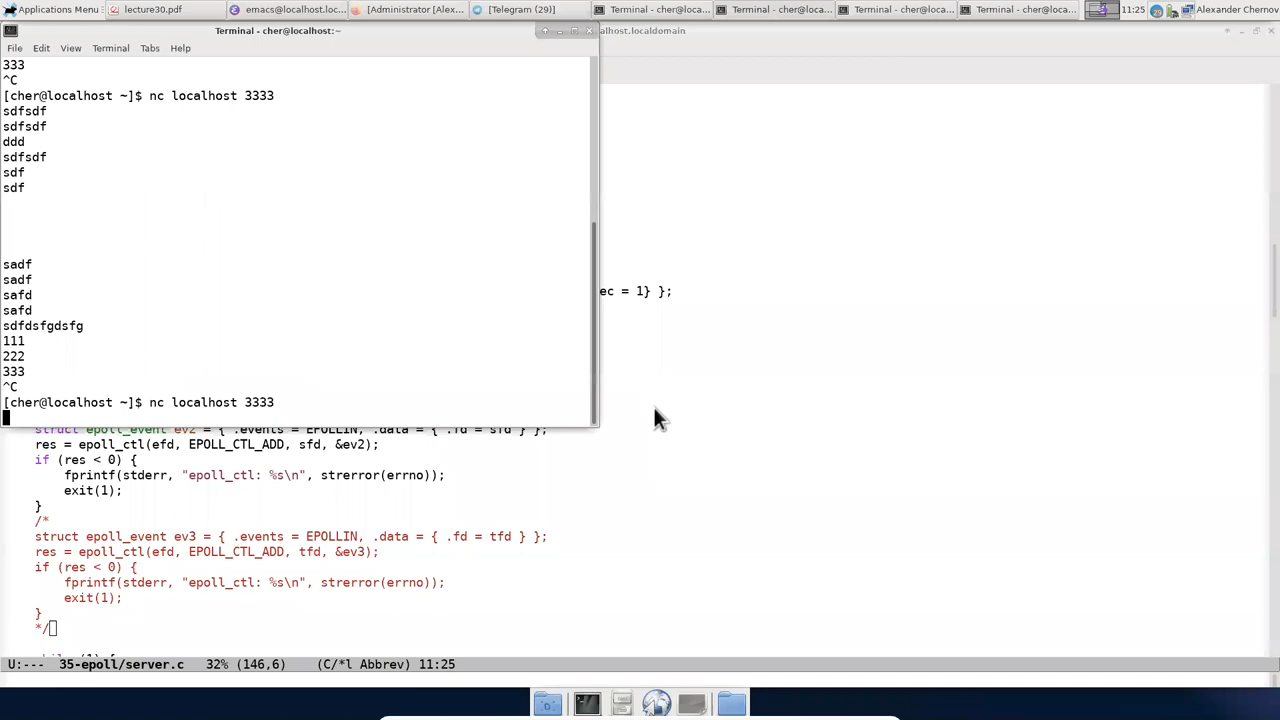 Applications Menu
lecture30.pdf
emacs@localhost.loc...
[Administrator [Alex...
[Telegram (29)]
Terminal - cher@loca...
Terminal - cher@loca...
Terminal - cher@loca...
Terminal - cher@loca...
11:25
Alexander Chernov
Terminal - cher@localhost:~
alhost.localdomain
File Edit View Terminal Tabs Help
333
^C
[cher@localhost ~]$ nc localhost 3333
sdfsdf
sdfsdf
ddd
sdfsdf
sdf
sdf
sadf
sadf
safd
safd
sdfdsfgdsfg
111
222
333
^C
[cher@localhost ~]$ nc localhost 3333
ec = 1} };
struct epoll_event ev2 = { .events = EPOLLIN, .data = { .fd = sfd } };
res = epoll_ctl(efd, EPOLL_CTL_ADD, sfd, &ev2);
if (res < 0) {
fprintf(stderr, "epoll_ctl: %s\n", strerror(errno));
exit(1);
}
/*
struct epoll_event ev3 = { .events = EPOLLIN, .data = { .fd = tfd } };
res = epoll_ctl(efd, EPOLL_CTL_ADD, tfd, &ev3);
if (res < 0) {
fprintf(stderr, "epoll_ctl: %s\n", strerror(errno));
exit(1);
}
*/
while (1) {
U:--- 35-epoll/server.c 32% (146,6) (C/*l Abbrev) 11:25